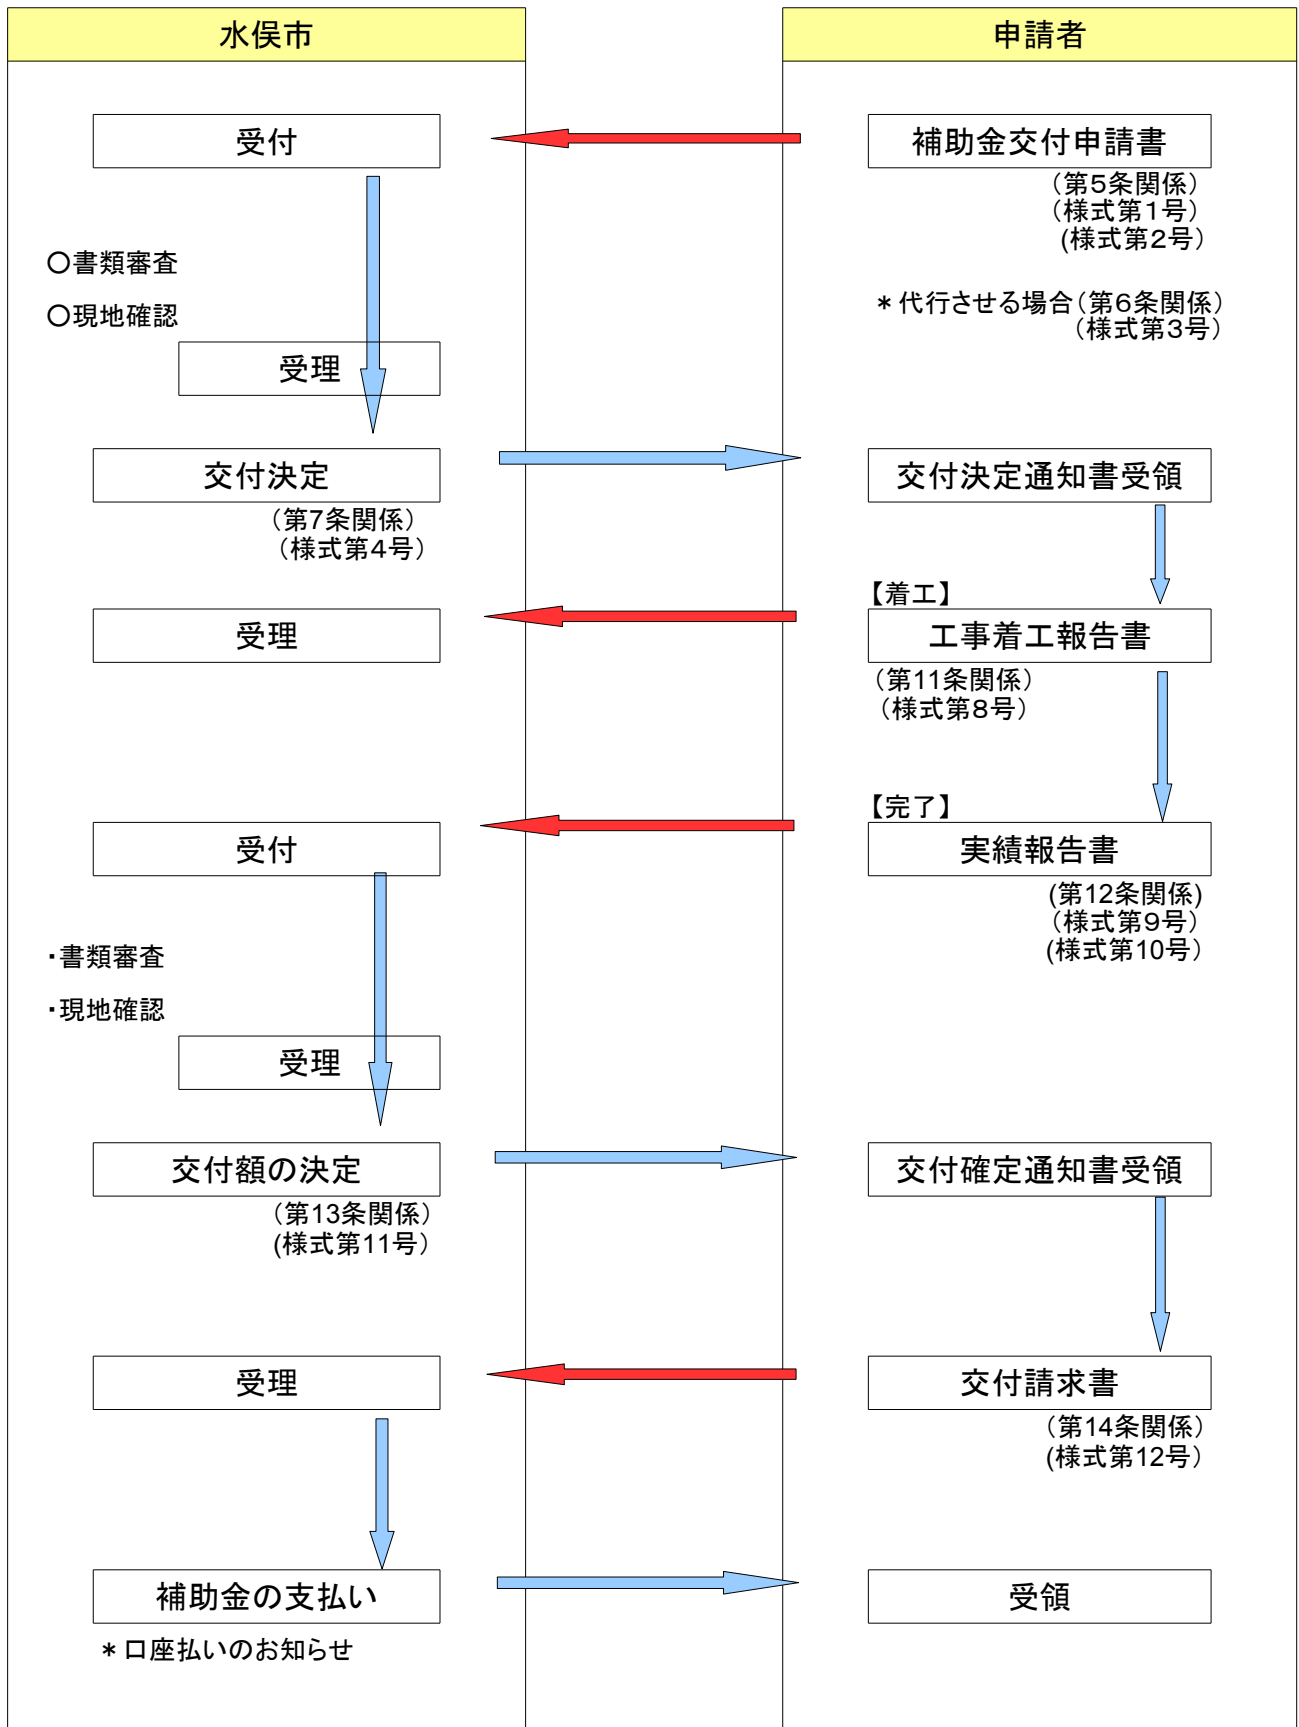 水俣市
申請者
受付
補助金交付申請書
（第5条関係）
（様式第1号）
(様式第2号）
○書類審査
○現地確認
＊代行させる場合（第6条関係）
（様式第3号）
受理
交付決定
交付決定通知書受領
（第7条関係）
（様式第4号）
【着工】
受理
工事着工報告書
（第11条関係）
（様式第8号）
【完了】
受付
実績報告書
(第12条関係)
（様式第9号）
(様式第10号）
・書類審査
・現地確認
受理
交付額の決定
交付確定通知書受領
（第13条関係）
(様式第11号）
受理
交付請求書
（第14条関係）
(様式第12号）
補助金の支払い
受領
＊口座払いのお知らせ